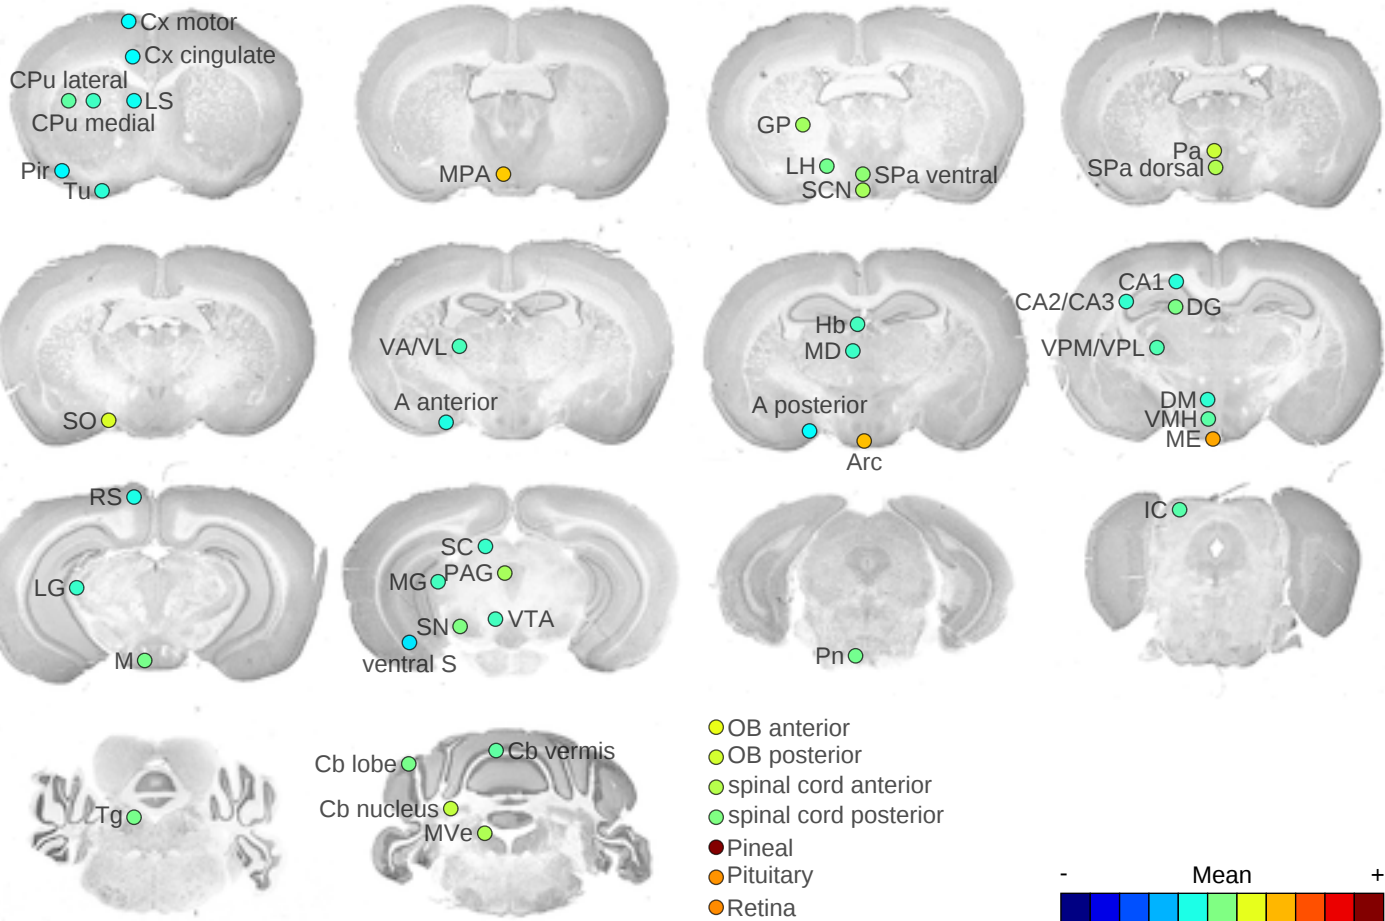 Cx motor
Cx cingulate
CPu lateral
LS
CPu medial
Pir
Tu
MPA
GP
LH
SPa ventral
SCN
Pa
SPa dorsal
SO
VA/VL
A anterior
Hb
MD
A posterior
Arc
CA1
CA2/CA3
DG
VPM/VPL
DM
VMH
ME
RS
LG
M
SC
PAG
MG
VTA
SN
ventral S
Pn
IC
Tg
Cb vermis
Cb lobe
Cb nucleus
MVe
OB anterior
OB posterior
spinal cord anterior
spinal cord posterior
Pineal
Pituitary
Retina
- Mean +